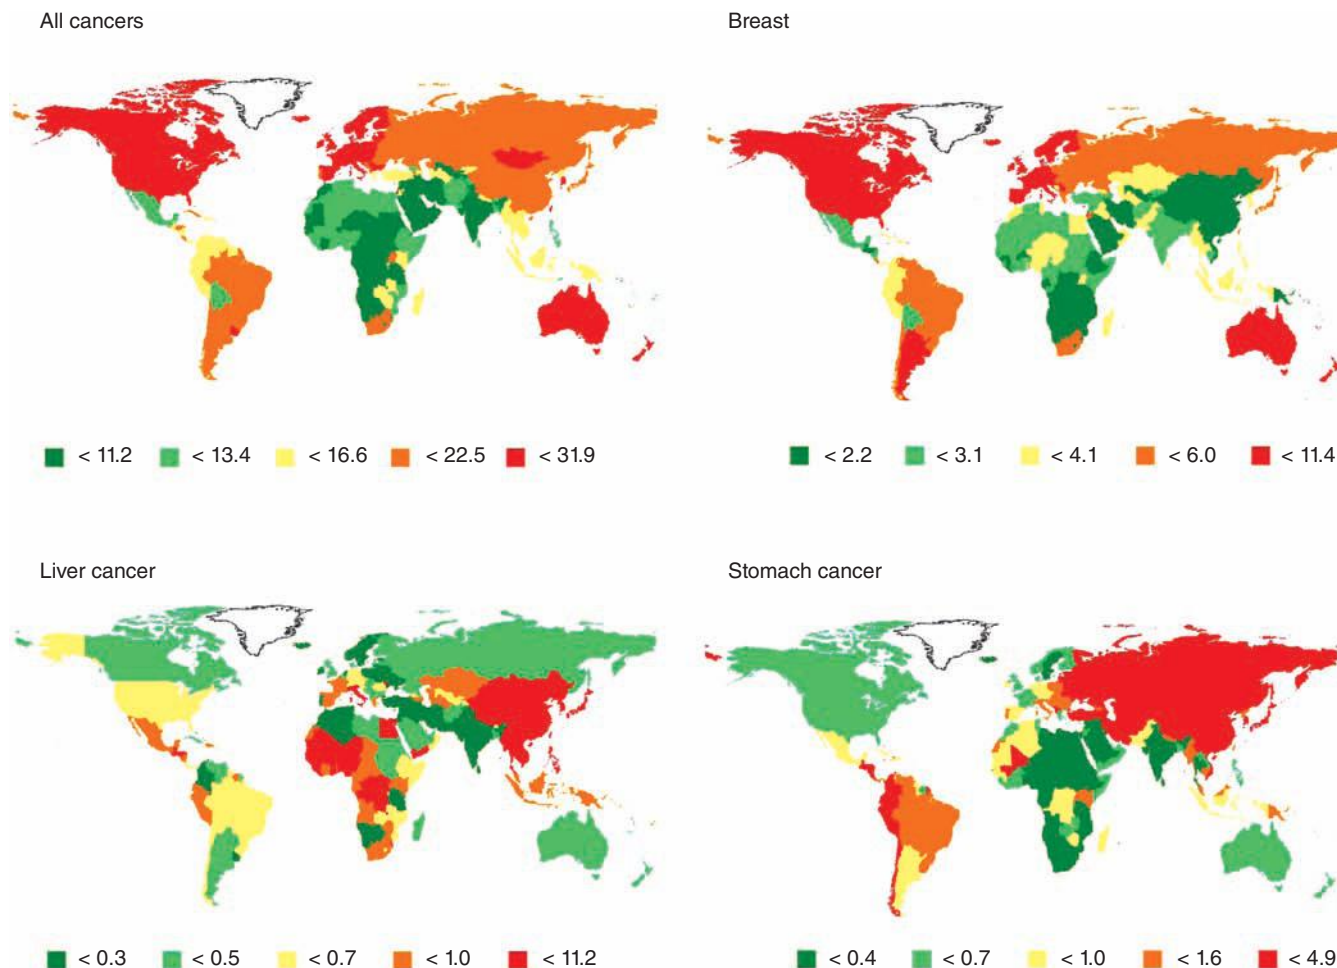 All cancers
Breast
< 11.2 < 13.4 < 16.6 < 22.5 < 31.9
< 2.2 < 3.1 < 4.1 < 6.0 < 11.4
Liver cancer
Stomach cancer
< 0.3 < 0.5 < 0.7 < 1.0 < 11.2
< 0.4 < 0.7 < 1.0 < 1.6 < 4.9